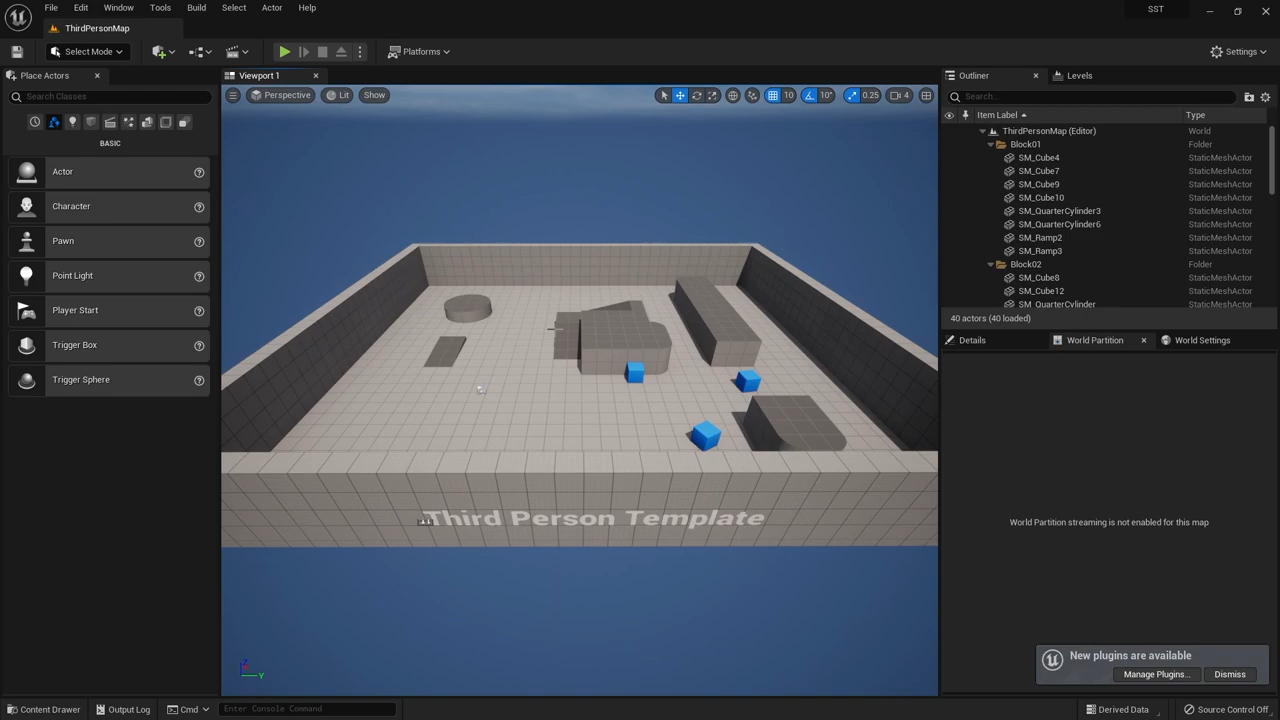 File Edit Window Tools Build Select Actor Help
SST
ThirdPersonMap
Select Mode
Platforms
Settings
Place Actors
Viewport 1
Outliner
Levels
Search Classes
Perspective
Lit
Show
10
10°
0.25
4
Search...
Item Label
Type
BASIC
ThirdPersonMap (Editor) World
Block01 Folder
SM_Cube4 StaticMeshActor
SM_Cube7 StaticMeshActor
SM_Cube9 StaticMeshActor
SM_Cube10 StaticMeshActor
SM_QuarterCylinder3 StaticMeshActor
SM_QuarterCylinder6 StaticMeshActor
SM_Ramp2 StaticMeshActor
SM_Ramp3 StaticMeshActor
Block02 Folder
SM_Cube8 StaticMeshActor
SM_Cube12 StaticMeshActor
SM_QuarterCylinder StaticMeshActor
40 actors (40 loaded)
Actor
Character
Pawn
Point Light
Player Start
Trigger Box
Trigger Sphere
Details
World Partition
World Settings
World Partition streaming is not enabled for this map
Third Person Template
Z
Y
New plugins are available
Manage Plugins...
Dismiss
Content Drawer
Output Log
Cmd
Enter Console Command
Derived Data
Source Control Off